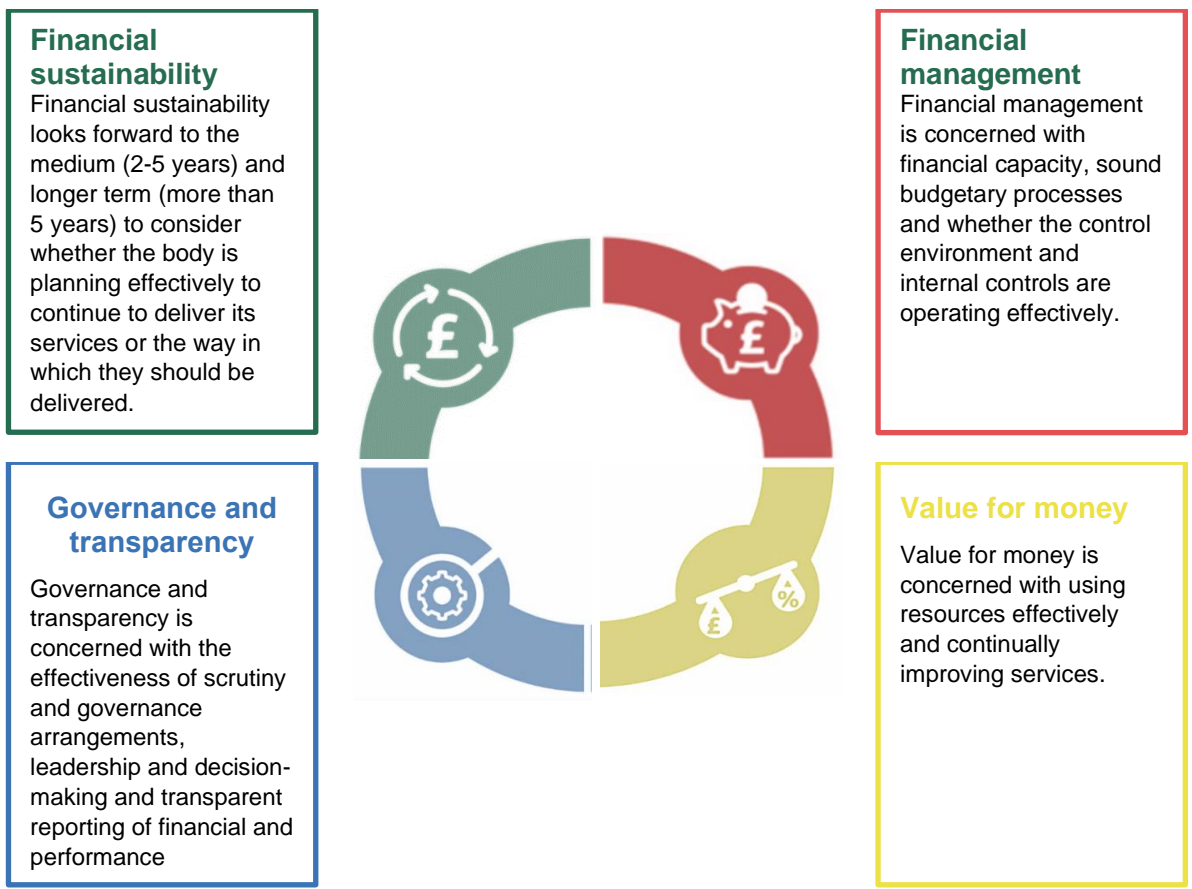 Financial
sustainability
Financial sustainability
looks forward to the
medium (2-5 years) and
longer term (more than
5 years) to consider
whether the body is
planning effectively to
continue to deliver its
services or the way in
which they should be
delivered.
Financial
management
Financial management
is concerned with
financial capacity, sound
budgetary processes
and whether the control
environment and
internal controls are
operating effectively.
£
£
Governance and
transparency
Governance and
transparency is
concerned with the
effectiveness of scrutiny
and governance
arrangements,
leadership and decision-
making and transparent
reporting of financial and
performance
%
£
Value for money
Value for money is
concerned with using
resources effectively
and continually
improving services.